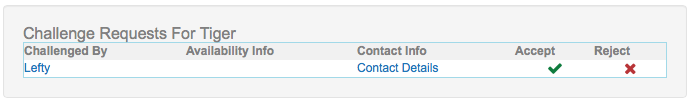 Challenge Requests For Tiger
Challenged By Availability Info Contact Info Accept Reject
Lefty Contact Details